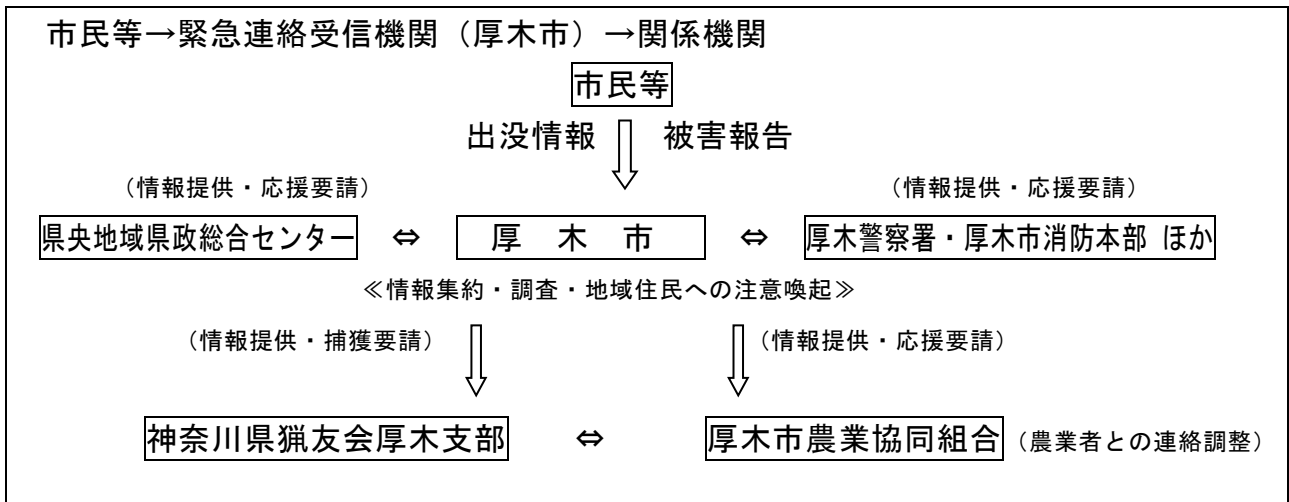 市民等→緊急連絡受信機関（厚木市）→関係機関
市民等
出没情報 被害報告
（情報提供・応援要請） （情報提供・応援要請）
県央地域県政総合センター ⇔ 厚 木 市 ⇔ 厚木警察署・厚木市消防本部 ほか
≪情報集約・調査・地域住民への注意喚起≫
（情報提供・捕獲要請） （情報提供・応援要請）
神奈川県猟友会厚木支部 ⇔ 厚木市農業協同組合（農業者との連絡調整）